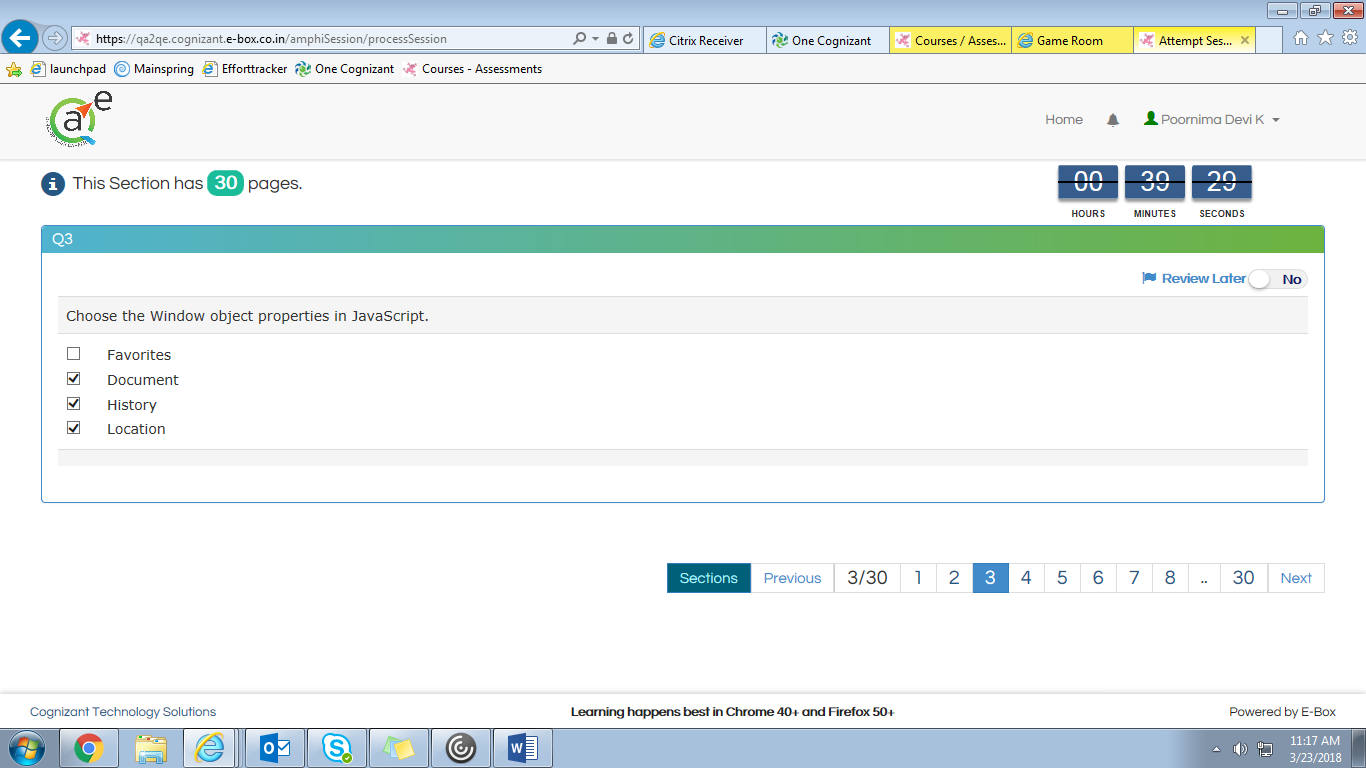 https://qa2qe.cognizant.e-box.co.in/amphiSession/processSession
Citrix Receiver
One Cognizant
Courses / Asses...
Game Room
Attempt Ses...
launchpad
Mainspring
Efforttracker
One Cognizant
Courses - Assessments
a e
Home
Poornima Devi K
This Section has 30 pages.
00 39 29
HOURS MINUTES SECONDS
Q3
Review Later No
Choose the Window object properties in JavaScript.
Favorites
Document
History
Location
Sections Previous 3/30 1 2 3 4 5 6 7 8 .. 30 Next
Cognizant Technology Solutions
Learning happens best in Chrome 40+ and Firefox 50+
Powered by E-Box
11:17 AM
3/23/2018